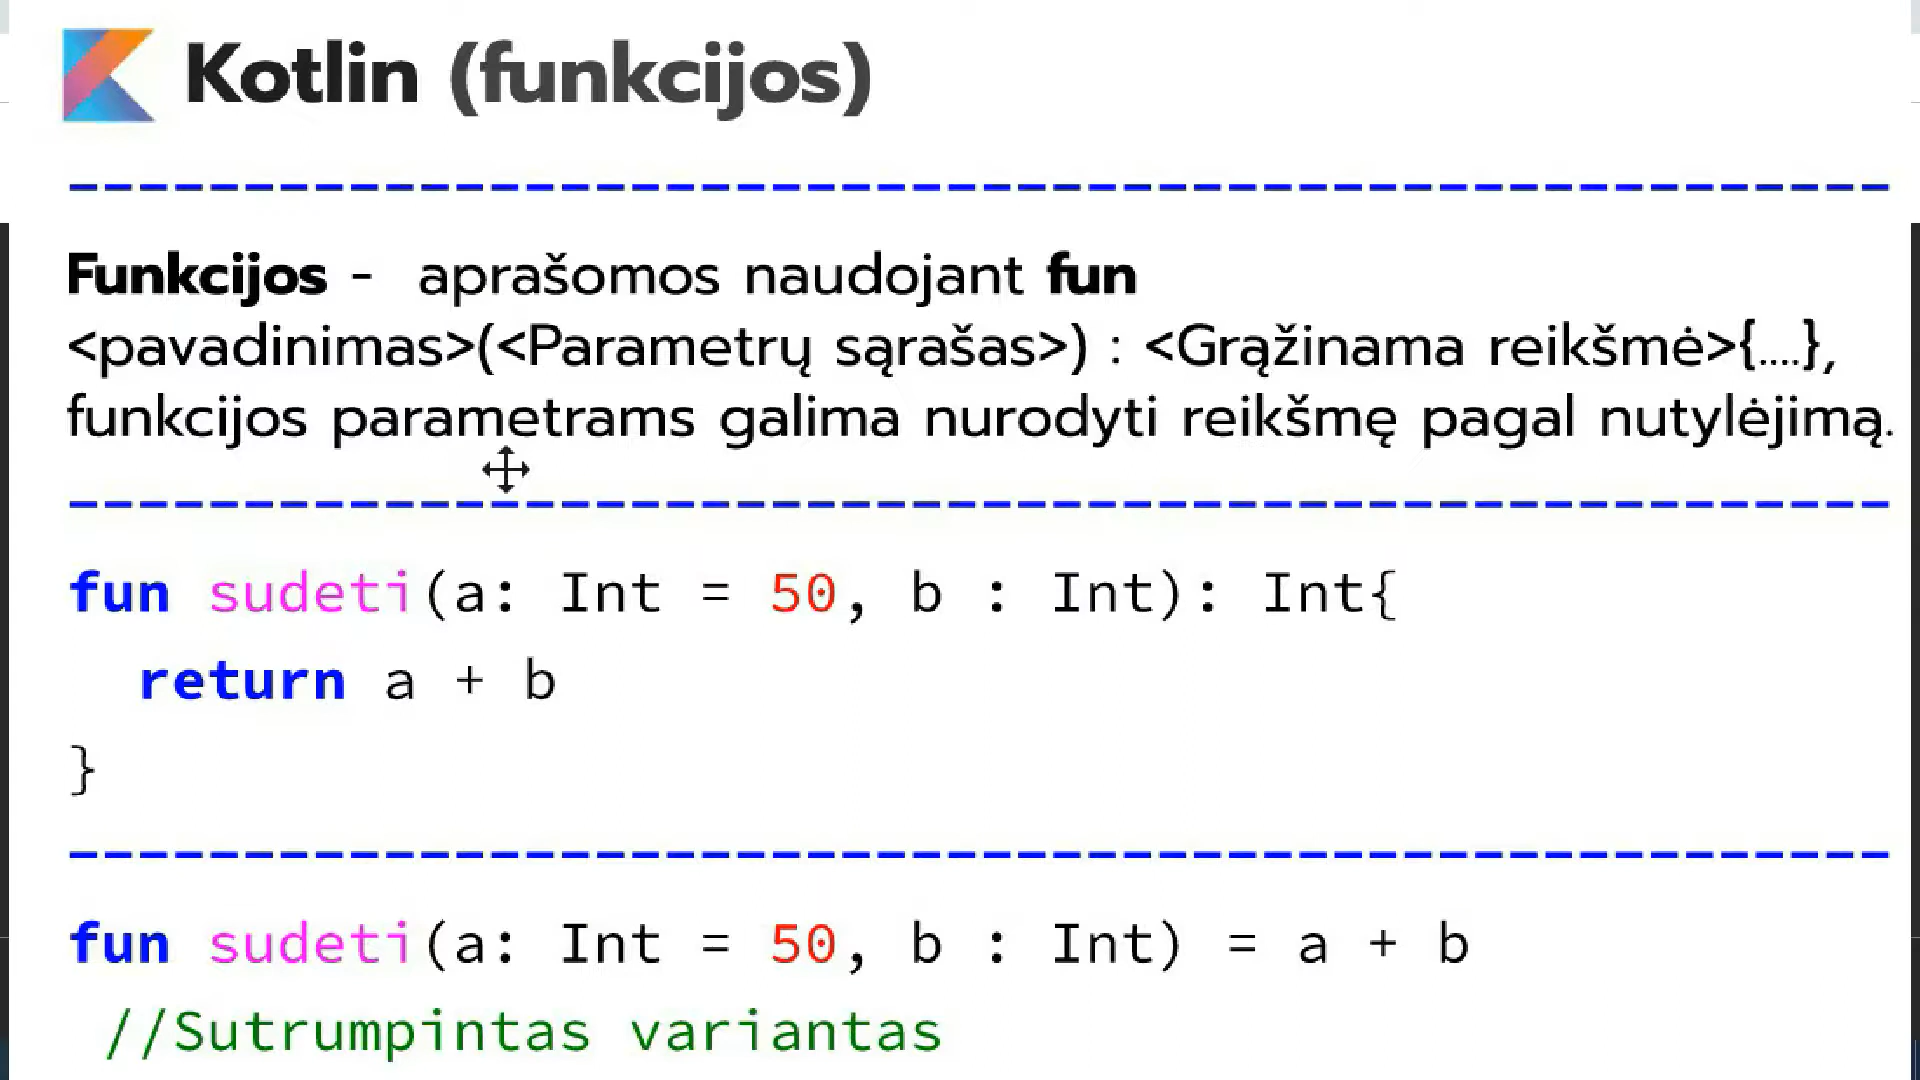 Kotlin (funkcijos)
------------------------------------------------------
Funkcijos - aprašomos naudojant fun
<pavadinimas>(<Parametrų sąrašas>) : <Grąžinama reikšmė>{....},
funkcijos parametrams galima nurodyti reikšmę pagal nutylėjimą.
------------------------------------------------------
fun sudeti(a: Int = 50, b : Int): Int{
  return a + b
}
------------------------------------------------------
fun sudeti(a: Int = 50, b : Int) = a + b
 //Sutrumpintas variantas